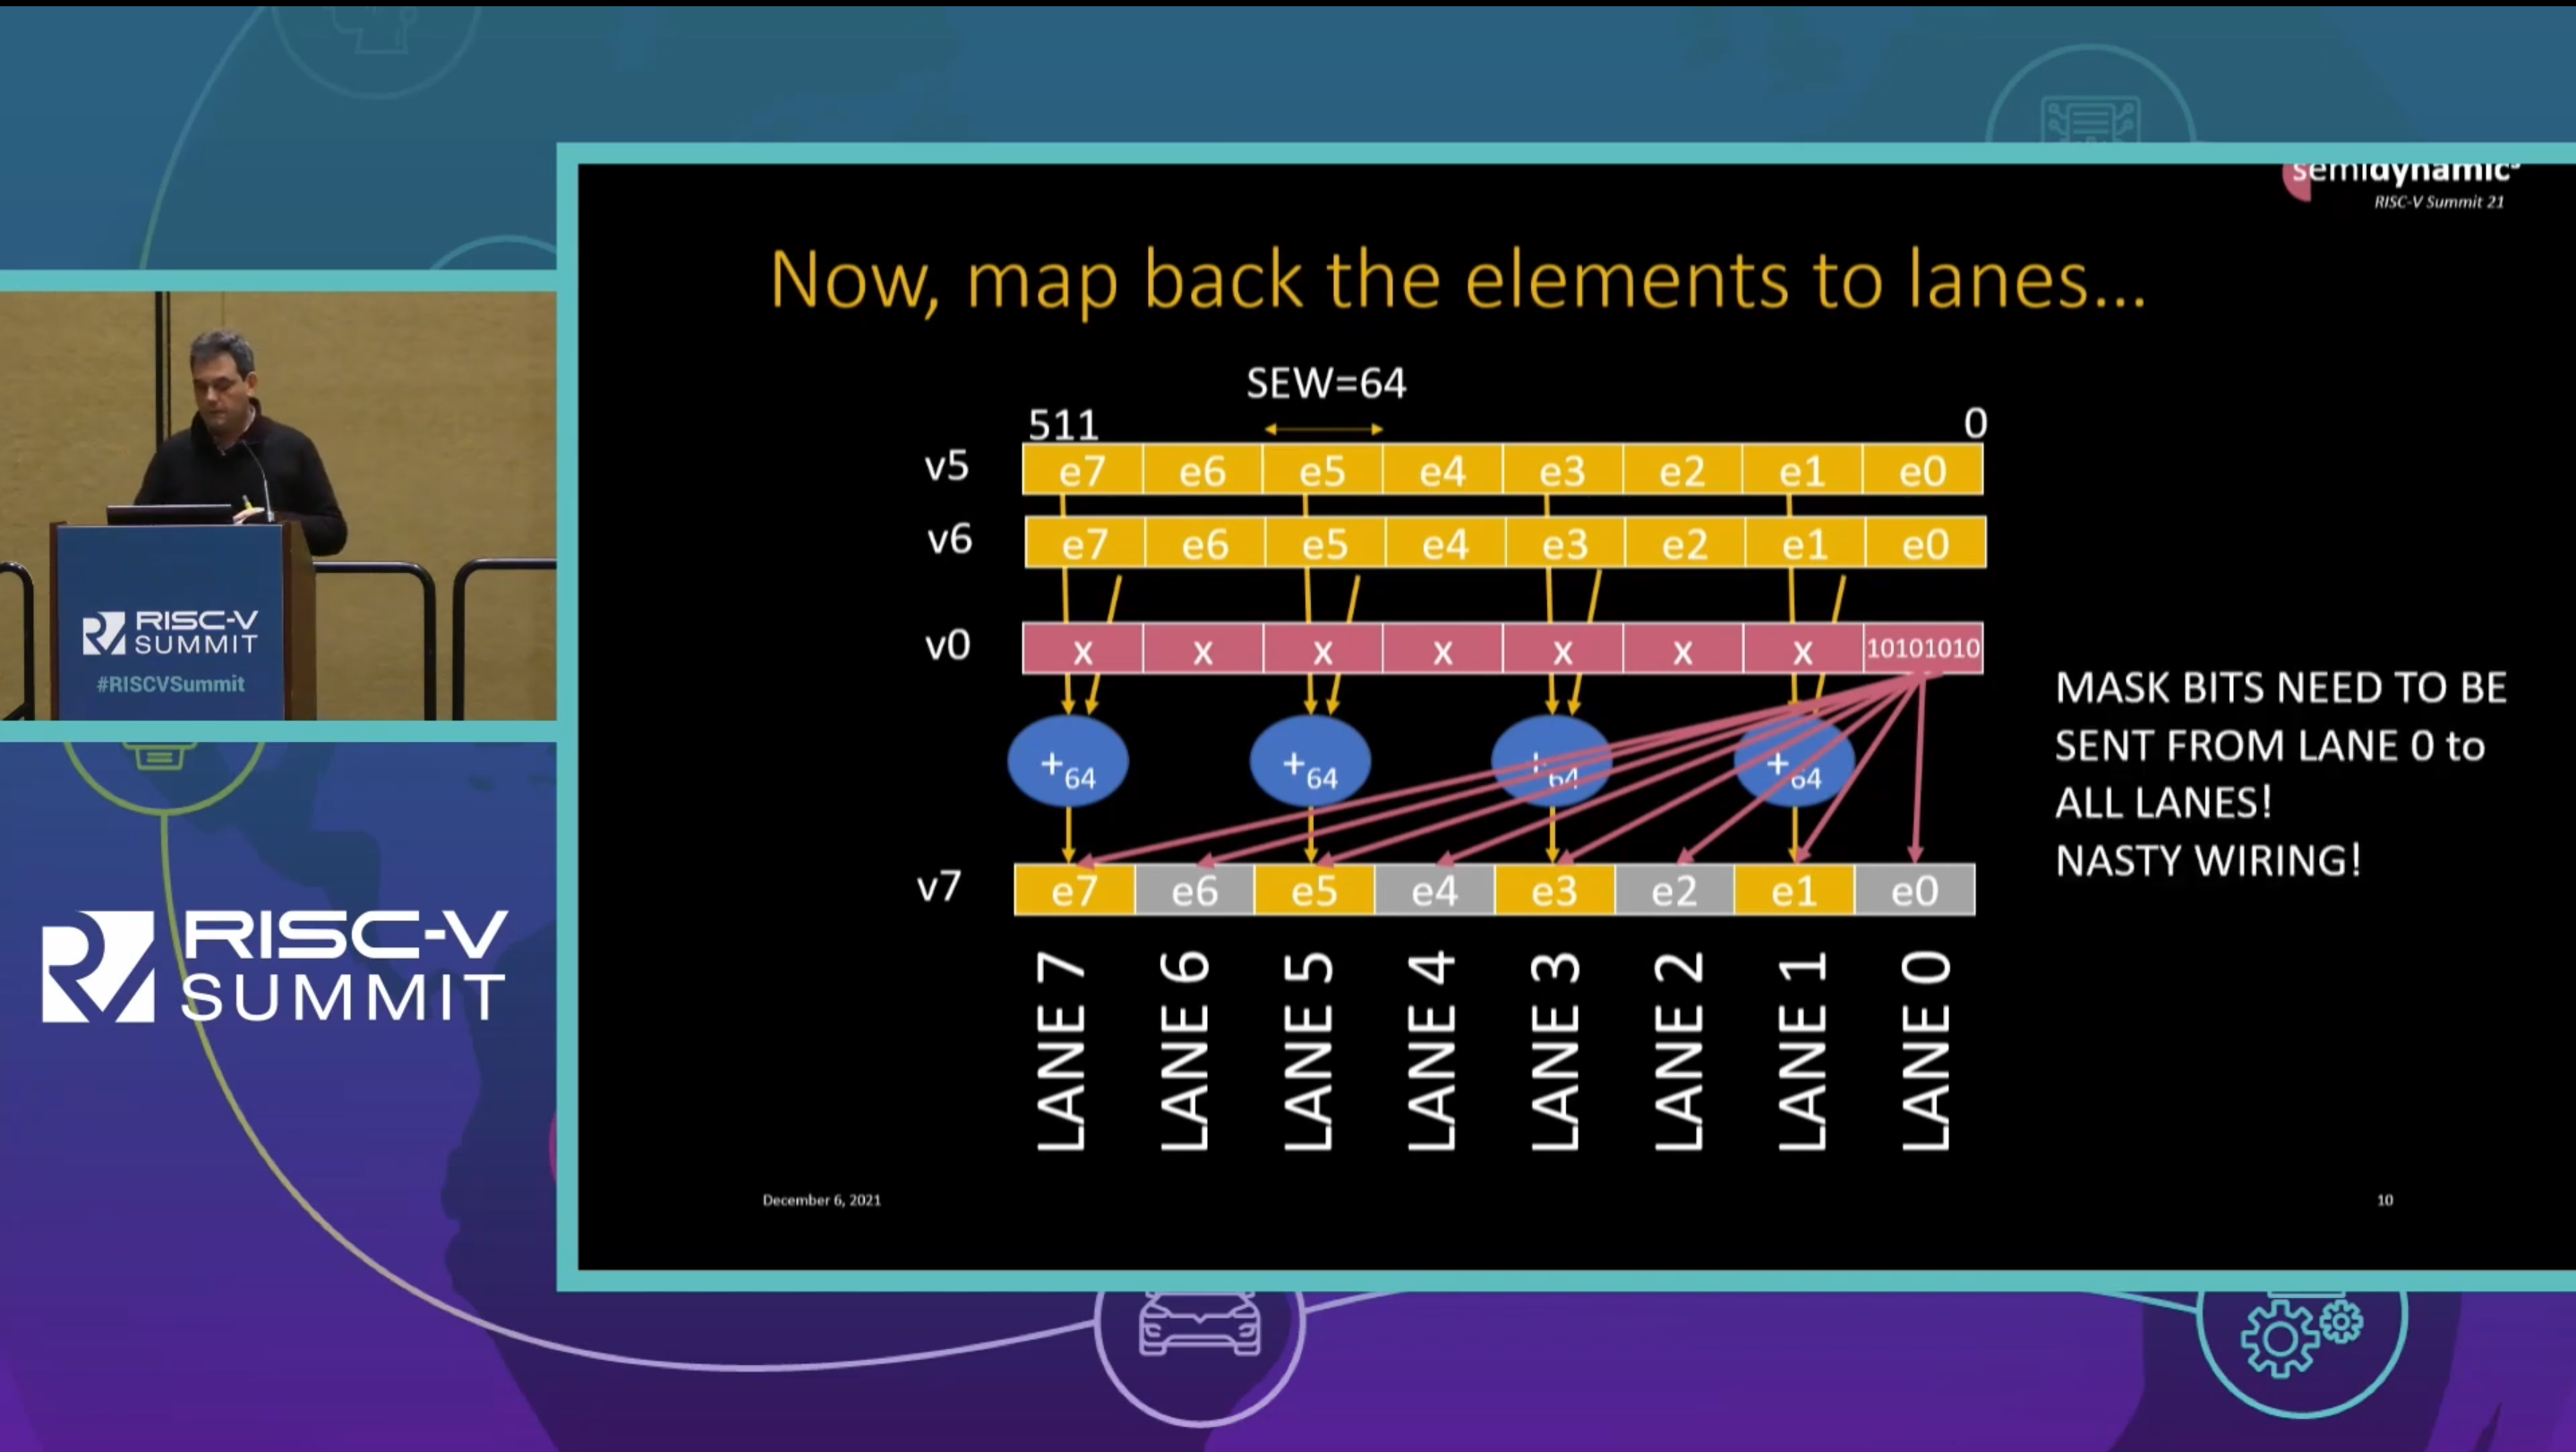 semidynamics
RISC-V Summit 21
Now, map back the elements to lanes...
SEW=64
511 0
v5 e7 e6 e5 e4 e3 e2 e1 e0
v6 e7 e6 e5 e4 e3 e2 e1 e0
v0 x x x x x x x 10101010
+64 +64 +64 +64
v7 e7 e6 e5 e4 e3 e2 e1 e0
LANE 7 LANE 6 LANE 5 LANE 4 LANE 3 LANE 2 LANE 1 LANE 0
MASK BITS NEED TO BE
SENT FROM LANE 0 to
ALL LANES!
NASTY WIRING!
December 6, 2021
10
RISC-V
SUMMIT
#RISCVSummit
RISC-V
SUMMIT